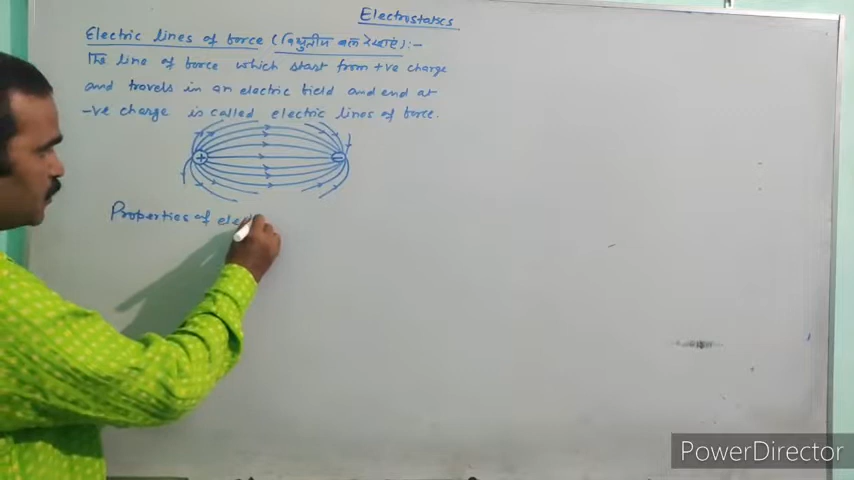 Electrostatics
Electric lines of force (विद्युतीय बल रेखाएं) :-
The line of force which start from +ve charge
and travels in an electric field and end at
-ve charge is called electric lines of force.
+ -
Properties of elec
PowerDirector